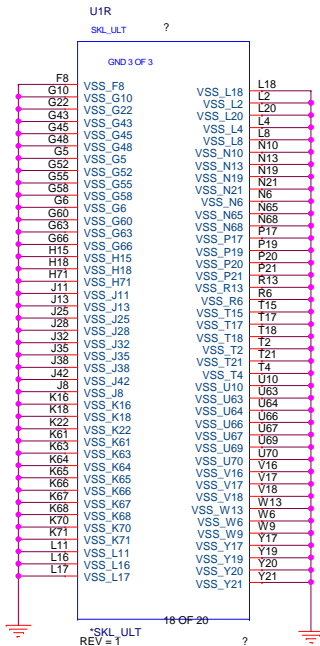 U1R
SKL_ULT ?
GND 3 OF 3
F8 VSS_F8
G10 VSS_G10
G22 VSS_G22
G43 VSS_G43
G45 VSS_G45
G48 VSS_G48
G5 VSS_G5
G52 VSS_G52
G55 VSS_G55
G58 VSS_G58
G6 VSS_G6
G60 VSS_G60
G63 VSS_G63
G66 VSS_G66
H15 VSS_H15
H18 VSS_H18
H71 VSS_H71
J11 VSS_J11
J13 VSS_J13
J25 VSS_J25
J28 VSS_J28
J32 VSS_J32
J35 VSS_J35
J38 VSS_J38
J42 VSS_J42
J8 VSS_J8
K16 VSS_K16
K18 VSS_K18
K22 VSS_K22
K61 VSS_K61
K63 VSS_K63
K64 VSS_K64
K65 VSS_K65
K66 VSS_K66
K67 VSS_K67
K68 VSS_K68
K70 VSS_K70
K71 VSS_K71
L11 VSS_L11
L16 VSS_L16
L17 VSS_L17
VSS_L18 L18
VSS_L2 L2
VSS_L20 L20
VSS_L4 L4
VSS_L8 L8
VSS_N10 N10
VSS_N13 N13
VSS_N19 N19
VSS_N21 N21
VSS_N6 N6
VSS_N65 N65
VSS_N68 N68
VSS_P17 P17
VSS_P19 P19
VSS_P20 P20
VSS_P21 P21
VSS_R13 R13
VSS_R6 R6
VSS_T15 T15
VSS_T17 T17
VSS_T18 T18
VSS_T2 T2
VSS_T21 T21
VSS_T4 T4
VSS_U10 U10
VSS_U63 U63
VSS_U64 U64
VSS_U66 U66
VSS_U67 U67
VSS_U69 U69
VSS_U70 U70
VSS_V16 V16
VSS_V17 V17
VSS_V18 V18
VSS_W13 W13
VSS_W6 W6
VSS_W9 W9
VSS_Y17 Y17
VSS_Y19 Y19
VSS_Y20 Y20
VSS_Y21 Y21
18 OF 20
*SKL_ULT
REV = 1 ?